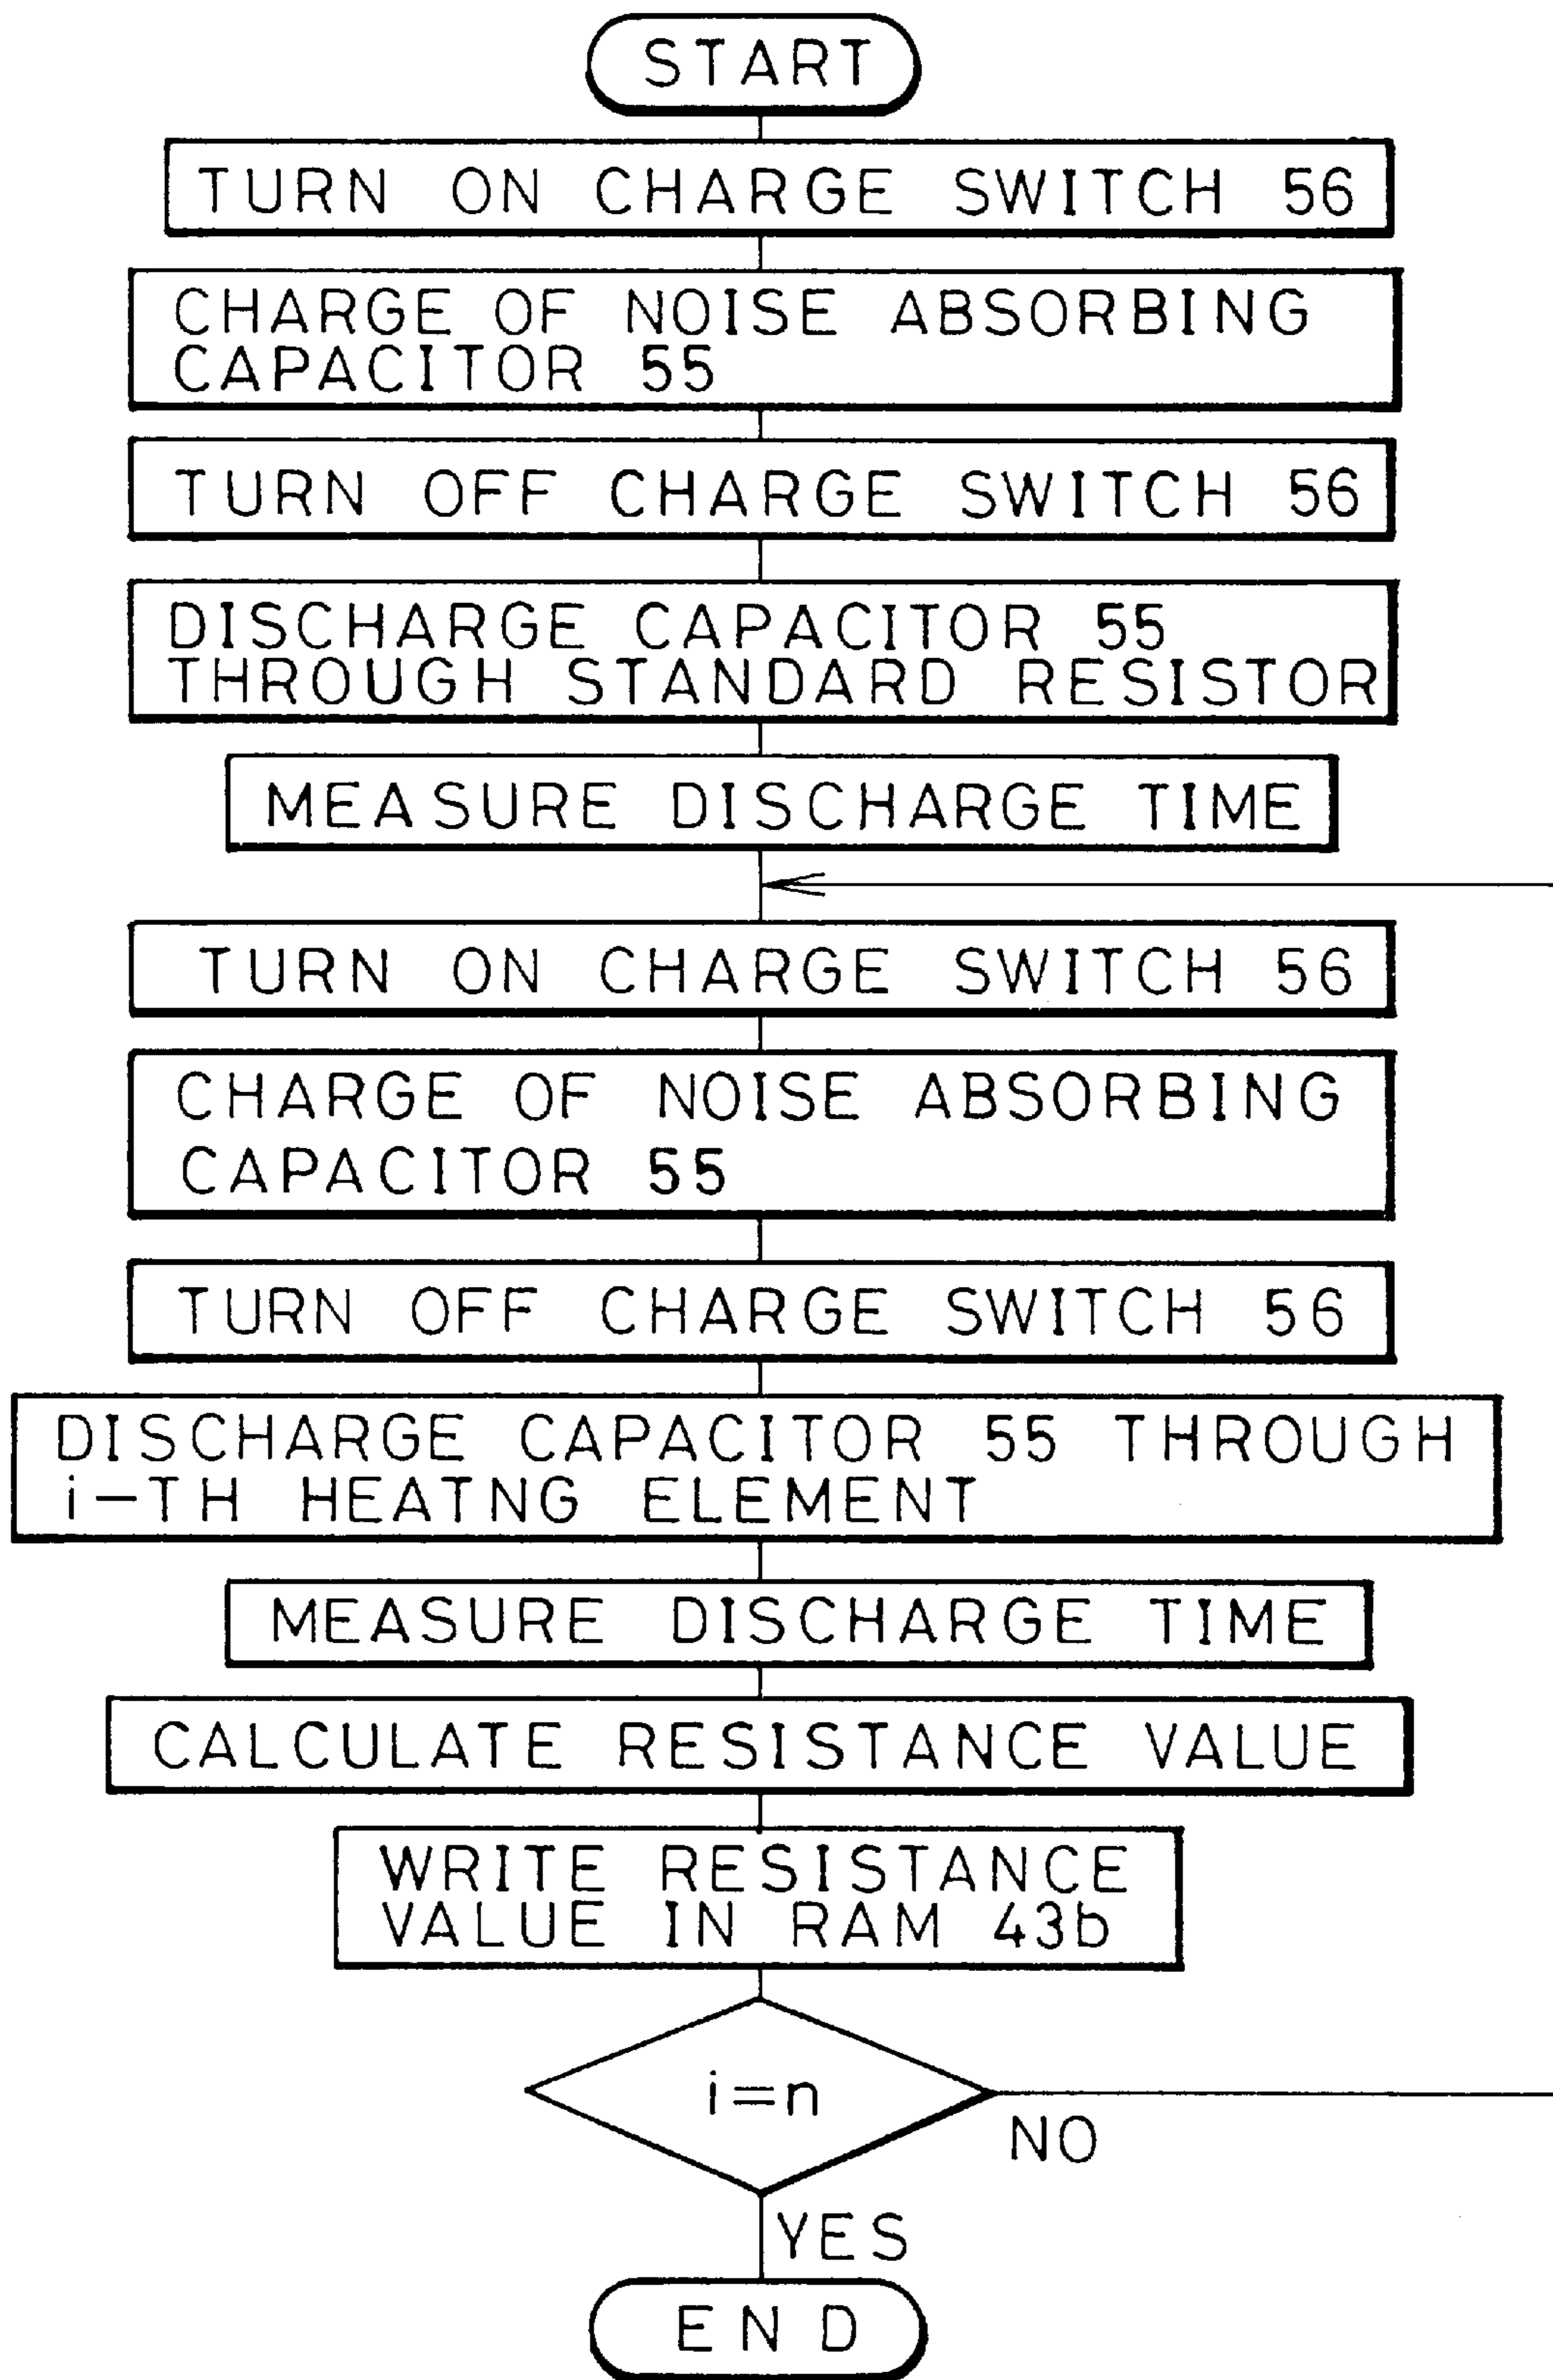 START
TURN ON CHARGE SWITCH 56
CHARGE OF NOISE ABSORBING
CAPACITOR 55
TURN OFF CHARGE SWITCH 56
DISCHARGE CAPACITOR 55
THROUGH STANDARD RESISTOR
MEASURE DISCHARGE TIME
TURN ON CHARGE SWITCH 56
CHARGE OF NOISE ABSORBING
CAPACITOR 55
TURN OFF CHARGE SWITCH 56
DISCHARGE CAPACITOR 55 THROUGH
i-TH HEATNG ELEMENT
MEASURE DISCHARGE TIME
CALCULATE RESISTANCE VALUE
WRITE RESISTANCE
VALUE IN RAM 43b
i=n
NO
YES
END